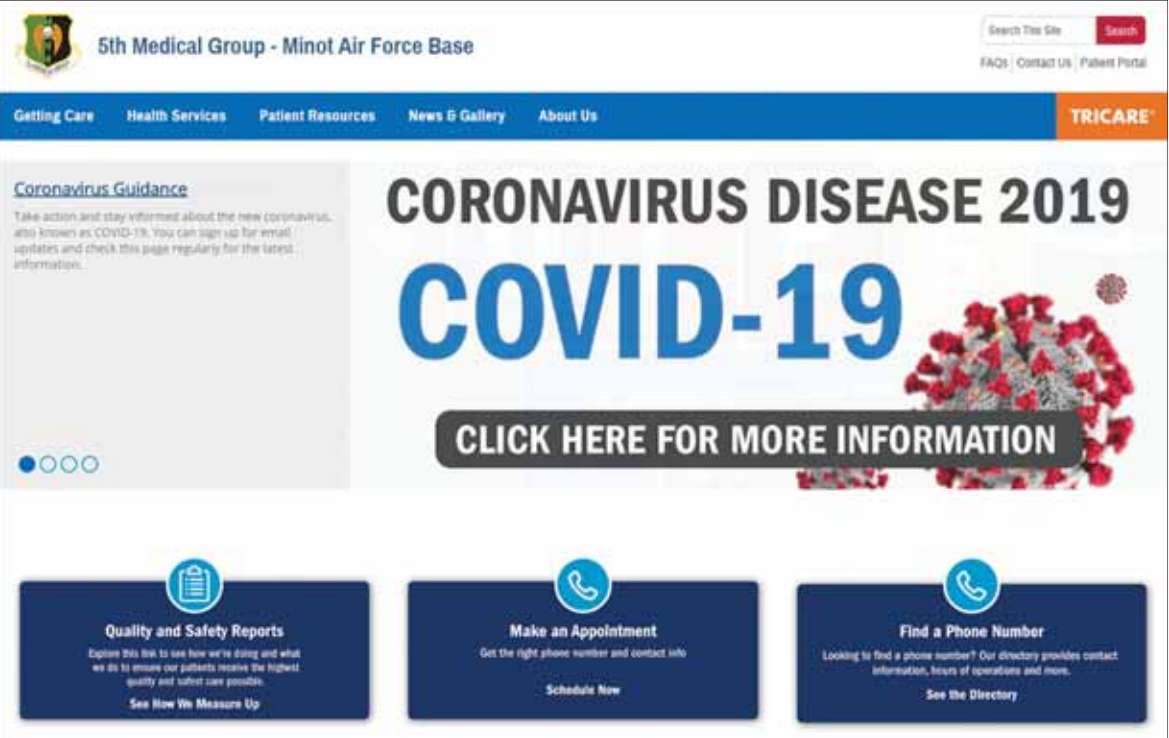 5th Medical Group - Minot Air Force Base
Search This Site
Search
FAQs | Contact Us | Patient Portal
Getting Care
Health Services
Patient Resources
News & Gallery
About Us
TRICARE
Coronavirus Guidance
Take action and stay informed about the new coronavirus,
also known as COVID-19. You can sign up for email
updates and check this page regularly for the latest
information.
CORONAVIRUS DISEASE 2019
COVID-19
CLICK HERE FOR MORE INFORMATION
Quality and Safety Reports
Explore this link to see how we're doing and what
we do to ensure our patients receive the highest
quality and safest care possible.
See How We Measure Up
Make an Appointment
Get the right phone number and contact info
Schedule Now
Find a Phone Number
Looking to find a phone number? Our directory provides contact
information, hours of operations and more.
See the Directory